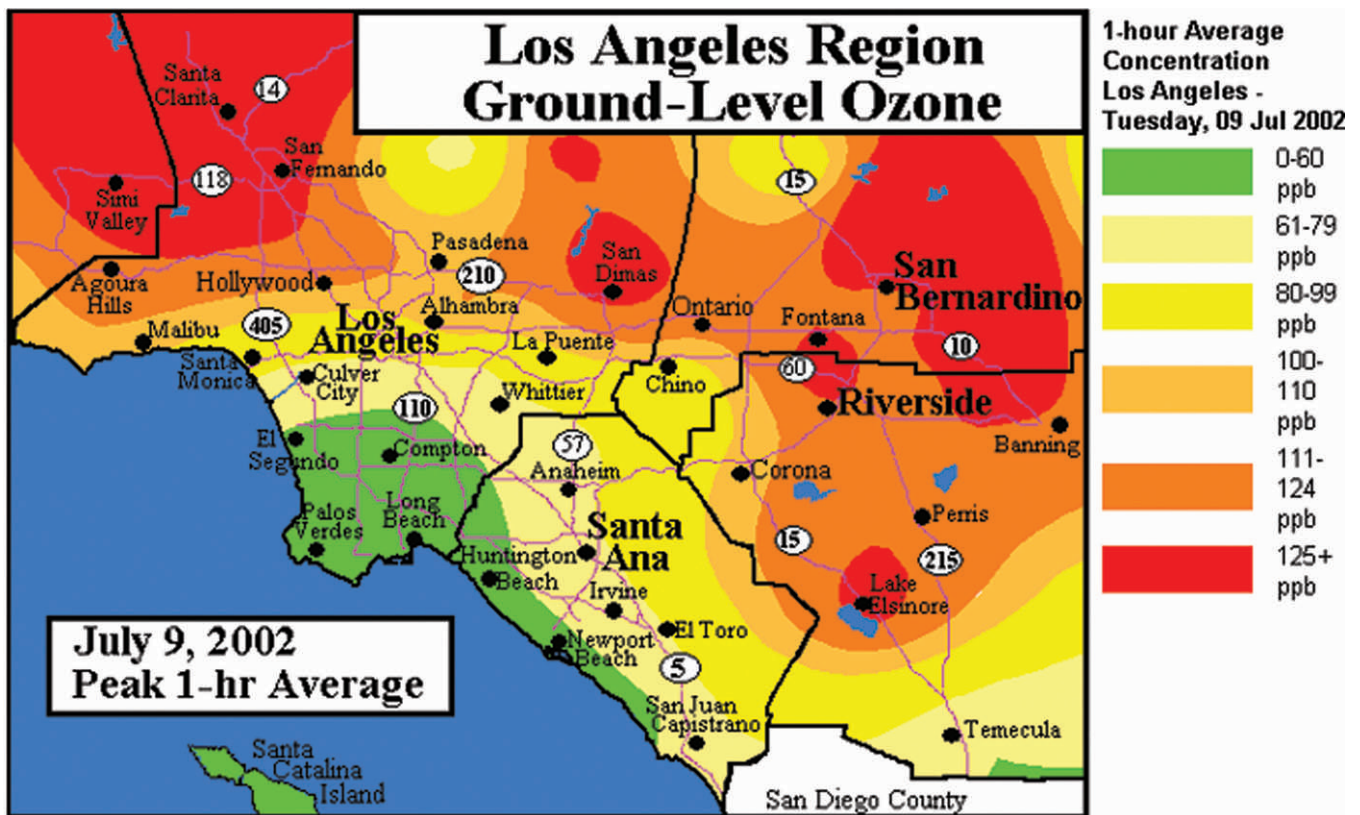 Los Angeles Region
Ground-Level Ozone
Santa
Clarita
14
San
Fernando
118
Simi
Valley
15
Pasadena
210
San
Dimas
Agoura
Hills
Hollywood
Alhambra
San
Bernardino
Ontario
Fontana
405
Los
Angeles
Malibu
La Puente
10
Santa
Monica
Culver
City
Chino
60
110
Whittier
Riverside
Banning
El
Segundo
Compton
57
Anaheim
Corona
Palos
Verdes
Long
Beach
Santa
Ana
Perris
15
215
Huntington
Beach
Irvine
Lake
Elsinore
Newport
Beach
El Toro
5
San Juan
Capistrano
Temecula
July 9, 2002
Peak 1-hr Average
Santa
Catalina
Island
San Diego County
1-hour Average
Concentration
Los Angeles -
Tuesday, 09 Jul 2002
0-60
ppb
61-79
ppb
80-99
ppb
100-
110
ppb
111-
124
ppb
125+
ppb